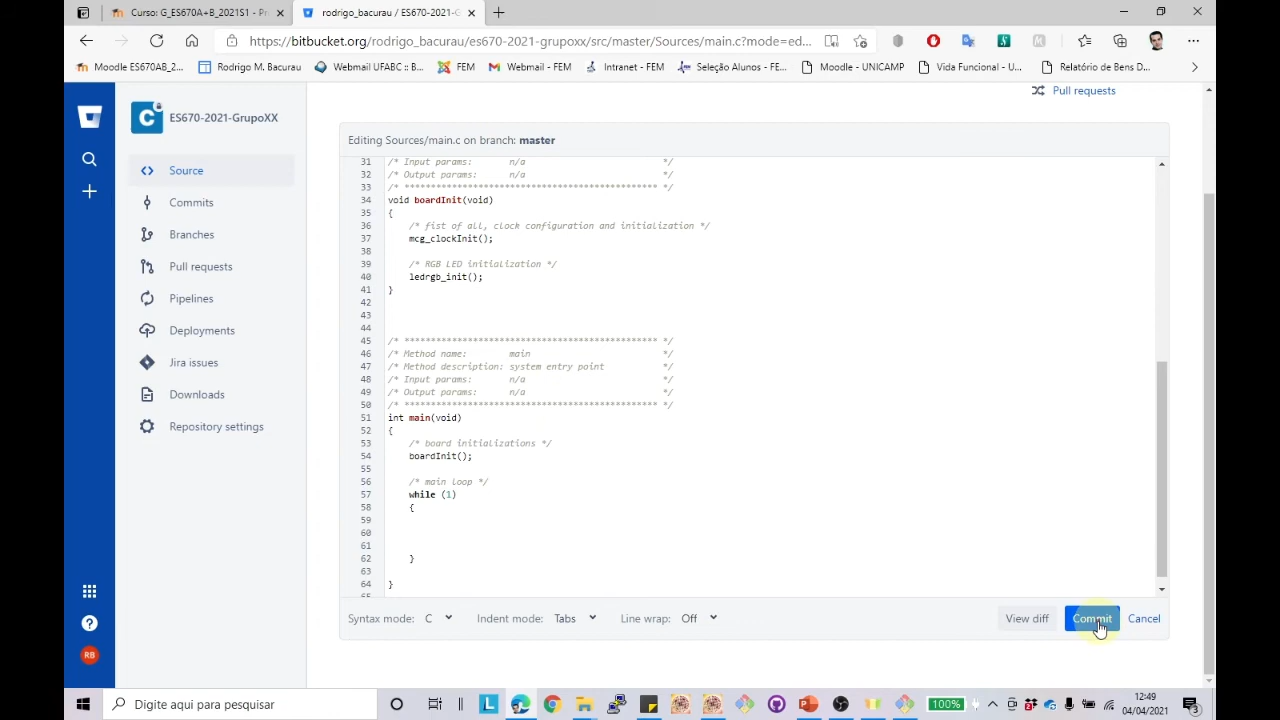 Curso: G_ES670A+B_2021S1 - Pr
rodrigo_bacurau / ES670-2021-G
https://bitbucket.org/rodrigo_bacurau/es670-2021-grupoxx/src/master/Sources/main.c?mode=ed...
Moodle ES670AB_2...
Rodrigo M. Bacurau
Webmail UFABC :: B...
FEM
Webmail - FEM
Intranet - FEM
Seleção Alunos - FE...
Moodle - UNICAMP
Vida Funcional - U...
Relatório de Bens D...
C
ES670-2021-GrupoXX
Source
Commits
Branches
Pull requests
Pipelines
Deployments
Jira issues
Downloads
Repository settings
RB
Pull requests
Editing Sources/main.c on branch: master
31 /* Input params: n/a */
32 /* Output params: n/a */
33 /* ************************************************ */
34 void boardInit(void)
35 {
36 /* fist of all, clock configuration and initialization */
37 mcg_clockInit();
38
39 /* RGB LED initialization */
40 ledrgb_init();
41 }
42
43
44
45 /* ************************************************ */
46 /* Method name: main */
47 /* Method description: system entry point */
48 /* Input params: n/a */
49 /* Output params: n/a */
50 /* ************************************************ */
51 int main(void)
52 {
53 /* board initializations */
54 boardInit();
55
56 /* main loop */
57 while (1)
58 {
59
60
61
62 }
63
64 }
65
Syntax mode: C Indent mode: Tabs Line wrap: Off View diff Commit Cancel
Digite aqui para pesquisar
100%
12:49
04/04/2021
3